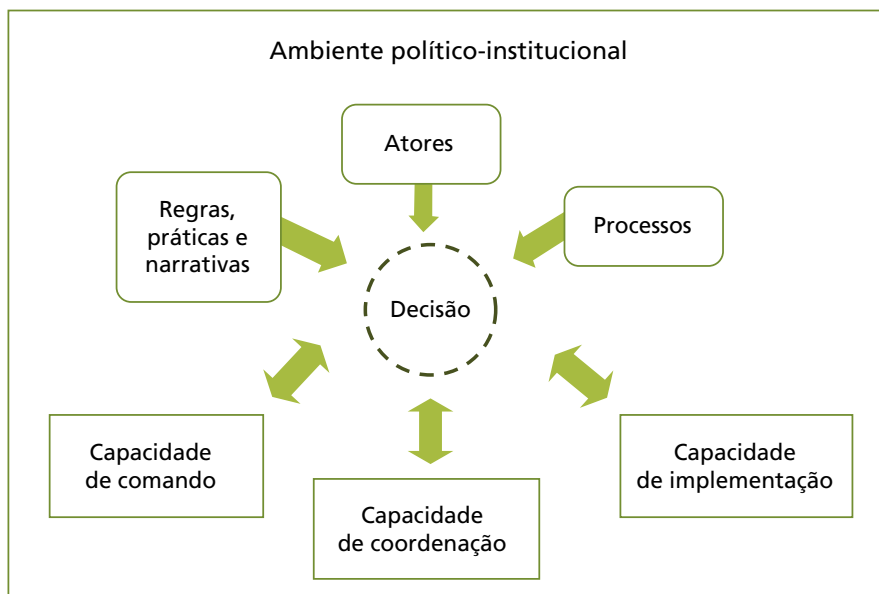 Ambiente político-institucional
Atores
Regras,
práticas e
narrativas
Processos
Decisão
Capacidade
de comando
Capacidade
de coordenação
Capacidade
de implementação